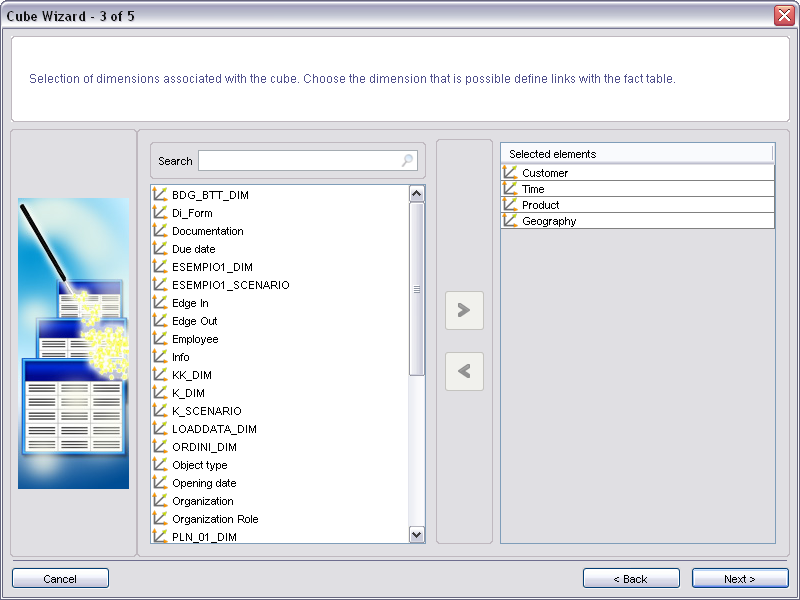 Cube Wizard - 3 of 5
Selection of dimensions associated with the cube. Choose the dimension that is possible define links with the fact table.
Search
BDG_BTT_DIM
Di_Form
Documentation
Due date
ESEMPIO1_DIM
ESEMPIO1_SCENARIO
Edge In
Edge Out
Employee
Info
KK_DIM
K_DIM
K_SCENARIO
LOADDATA_DIM
ORDINI_DIM
Object type
Opening date
Organization
Organization Role
PLN_01_DIM
>
<
Selected elements
Customer
Time
Product
Geography
Cancel
< Back
Next >